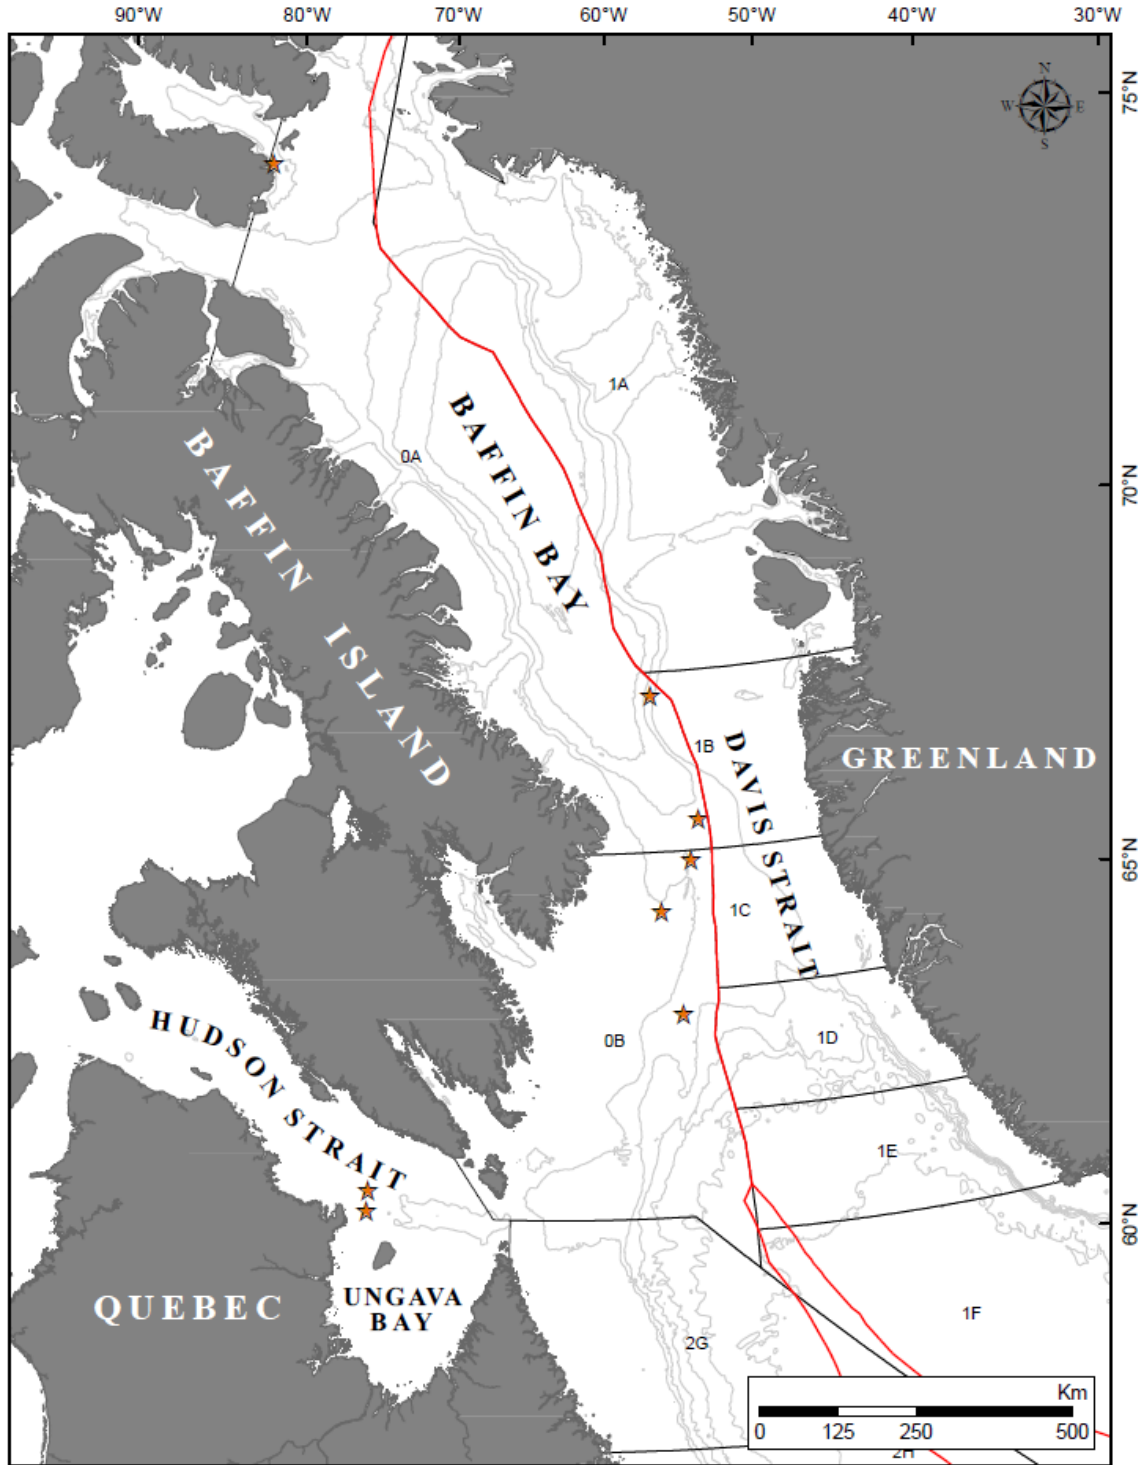 90°W 80°W 70°W 60°W 50°W 40°W 30°W
N
W E
S
75°N
1A
BAFFIN BAY
0A
BAFFIN ISLAND
70°N
1B
DAVIS STRAIT
GREENLAND
65°N
1C
HUDSON STRAIT
0B
1D
1E
60°N
QUEBEC
UNGAVA
BAY
1F
2G
Km
0 125 250 500
2H